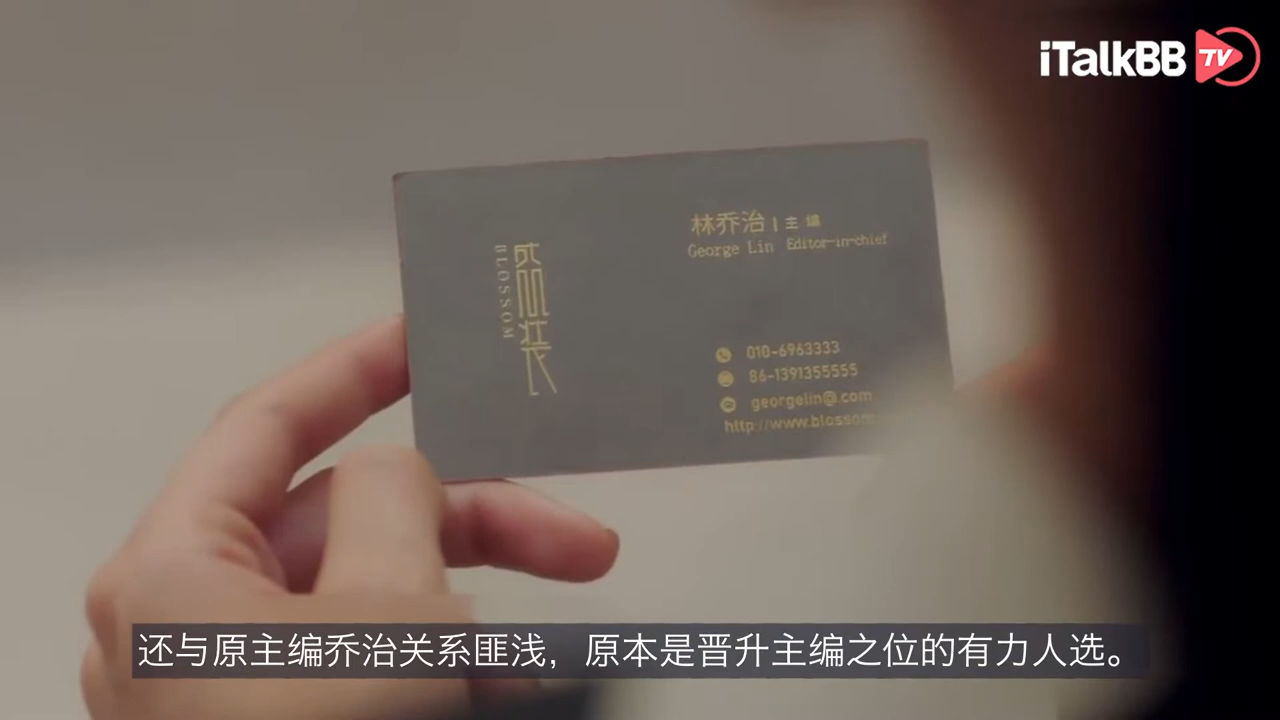 iTalkBB TV
林乔治 | 主编
George Lin Editor-in-chief
盛装
BLOSSOM
010-6963333
86-1391355555
georgelin@.com
http://www.blossom
还与原主编乔治关系匪浅，原本是晋升主编之位的有力人选。